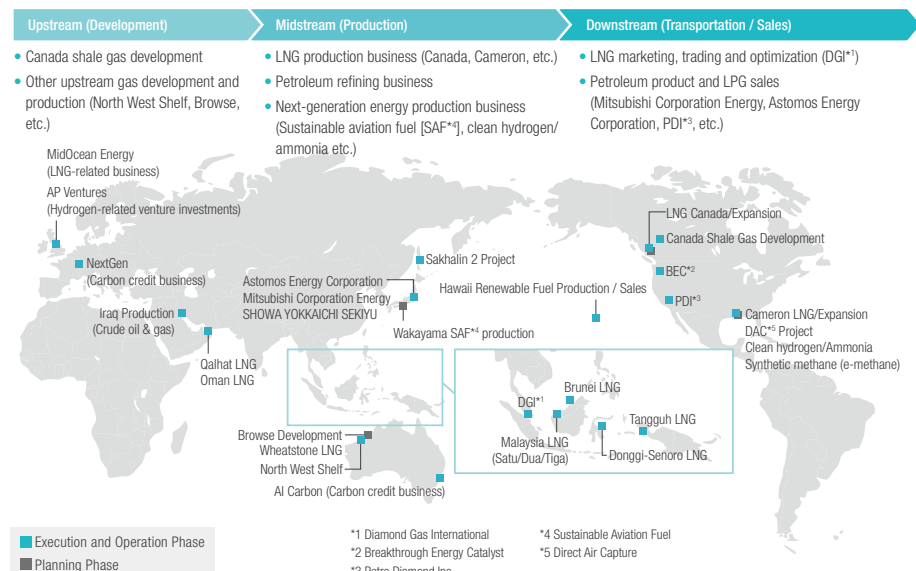 Upstream (Development)
Midstream (Production)
Downstream (Transportation / Sales)
• Canada shale gas development
• Other upstream gas development and
production (North West Shelf, Browse,
etc.)
• LNG production business (Canada, Cameron, etc.)
• Petroleum refining business
• Next-generation energy production business
(Sustainable aviation fuel [SAF*4], clean hydrogen/
ammonia etc.)
• LNG marketing, trading and optimization (DGI*1)
• Petroleum product and LPG sales
(Mitsubishi Corporation Energy, Astomos Energy
Corporation, PDI*3, etc.)
MidOcean Energy
(LNG-related business)
AP Ventures
(Hydrogen-related venture investments)
NextGen
(Carbon credit business)
Iraq Production
(Crude oil & gas)
Qalhat LNG
Oman LNG
Sakhalin 2 Project
Astomos Energy Corporation
Mitsubishi Corporation Energy
SHOWA YOKKAICHI SEKIYU
Wakayama SAF*4 production
Hawaii Renewable Fuel Production / Sales
LNG Canada/Expansion
Canada Shale Gas Development
BEC*2
PDI*3
Cameron LNG/Expansion
DAC*5 Project
Clean hydrogen/Ammonia
Synthetic methane (e-methane)
Brunei LNG
DGI*1
Malaysia LNG
(Satu/Dua/Tiga)
Tangguh LNG
Donggi-Senoro LNG
Browse Development
Wheatstone LNG
North West Shelf
AI Carbon (Carbon credit business)
Execution and Operation Phase
Planning Phase
*1 Diamond Gas International
*2 Breakthrough Energy Catalyst
*3 Petro Diamond Inc
*4 Sustainable Aviation Fuel
*5 Direct Air Capture